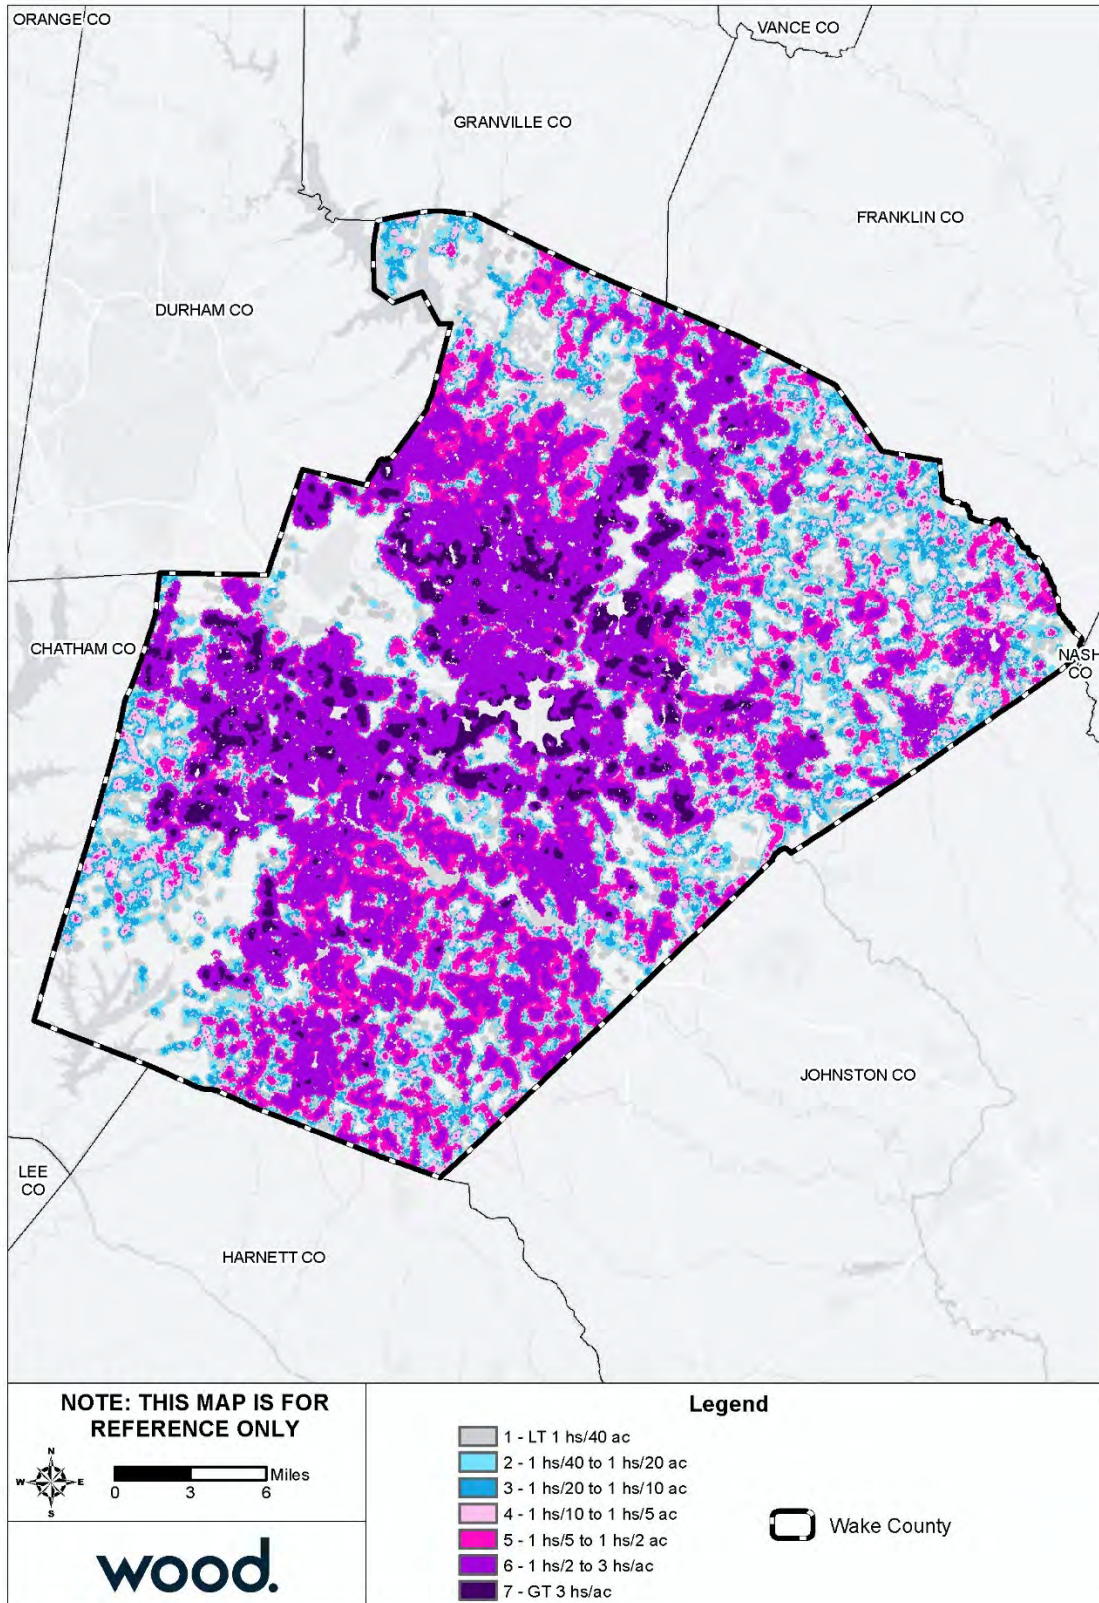 ORANGE CO
VANCE CO
GRANVILLE CO
FRANKLIN CO
DURHAM CO
CHATHAM CO
NASH
CO
JOHNSTON CO
LEE
CO
HARNETT CO
NOTE: THIS MAP IS FOR
REFERENCE ONLY
N
W E
S
Miles
0 3 6
wood.
Legend
1 - LT 1 hs/40 ac
2 - 1 hs/40 to 1 hs/20 ac
3 - 1 hs/20 to 1 hs/10 ac
4 - 1 hs/10 to 1 hs/5 ac
5 - 1 hs/5 to 1 hs/2 ac
6 - 1 hs/2 to 3 hs/ac
7 - GT 3 hs/ac
Wake County